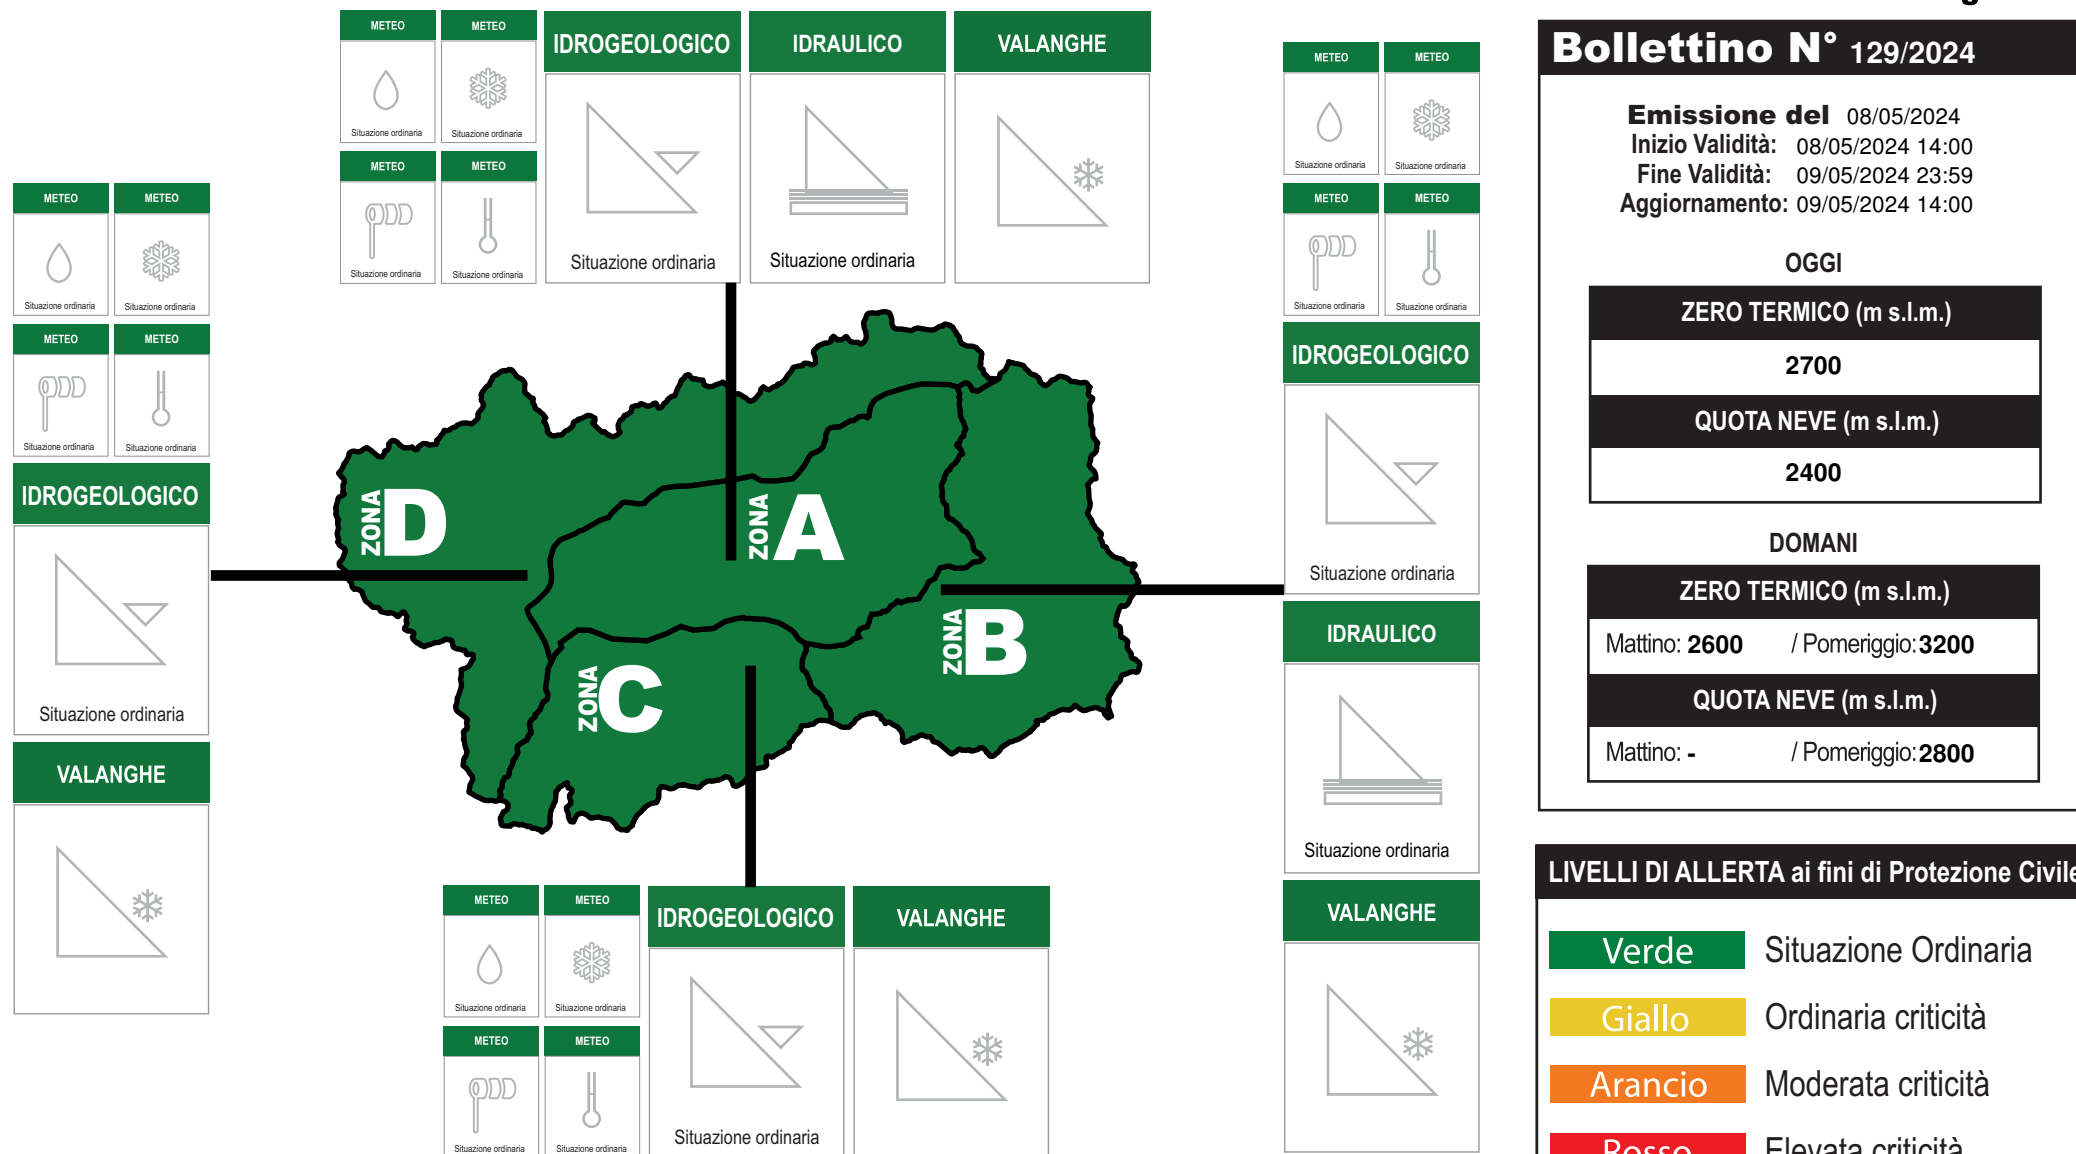 METEO
METEO
Situazione ordinaria
Situazione ordinaria
METEO
METEO
Situazione ordinaria
Situazione ordinaria
IDROGEOLOGICO
Situazione ordinaria
IDRAULICO
Situazione ordinaria
VALANGHE
METEO
METEO
Situazione ordinaria
Situazione ordinaria
METEO
METEO
Situazione ordinaria
Situazione ordinaria
IDROGEOLOGICO
Situazione ordinaria
VALANGHE
ZONA D
ZONA A
ZONA B
ZONA C
METEO
METEO
Situazione ordinaria
Situazione ordinaria
METEO
METEO
Situazione ordinaria
Situazione ordinaria
IDROGEOLOGICO
Situazione ordinaria
IDRAULICO
Situazione ordinaria
VALANGHE
METEO
METEO
Situazione ordinaria
Situazione ordinaria
METEO
METEO
Situazione ordinaria
Situazione ordinaria
IDROGEOLOGICO
Situazione ordinaria
VALANGHE
Bollettino N° 129/2024
Emissione del 08/05/2024
Inizio Validità: 08/05/2024 14:00
Fine Validità: 09/05/2024 23:59
Aggiornamento: 09/05/2024 14:00
OGGI
ZERO TERMICO (m s.l.m.)
2700
QUOTA NEVE (m s.l.m.)
2400
DOMANI
ZERO TERMICO (m s.l.m.)
Mattino: 2600 / Pomeriggio: 3200
QUOTA NEVE (m s.l.m.)
Mattino: - / Pomeriggio: 2800
LIVELLI DI ALLERTA ai fini di Protezione Civile
Verde Situazione Ordinaria
Giallo Ordinaria criticità
Arancio Moderata criticità
Rosso Elevata criticità